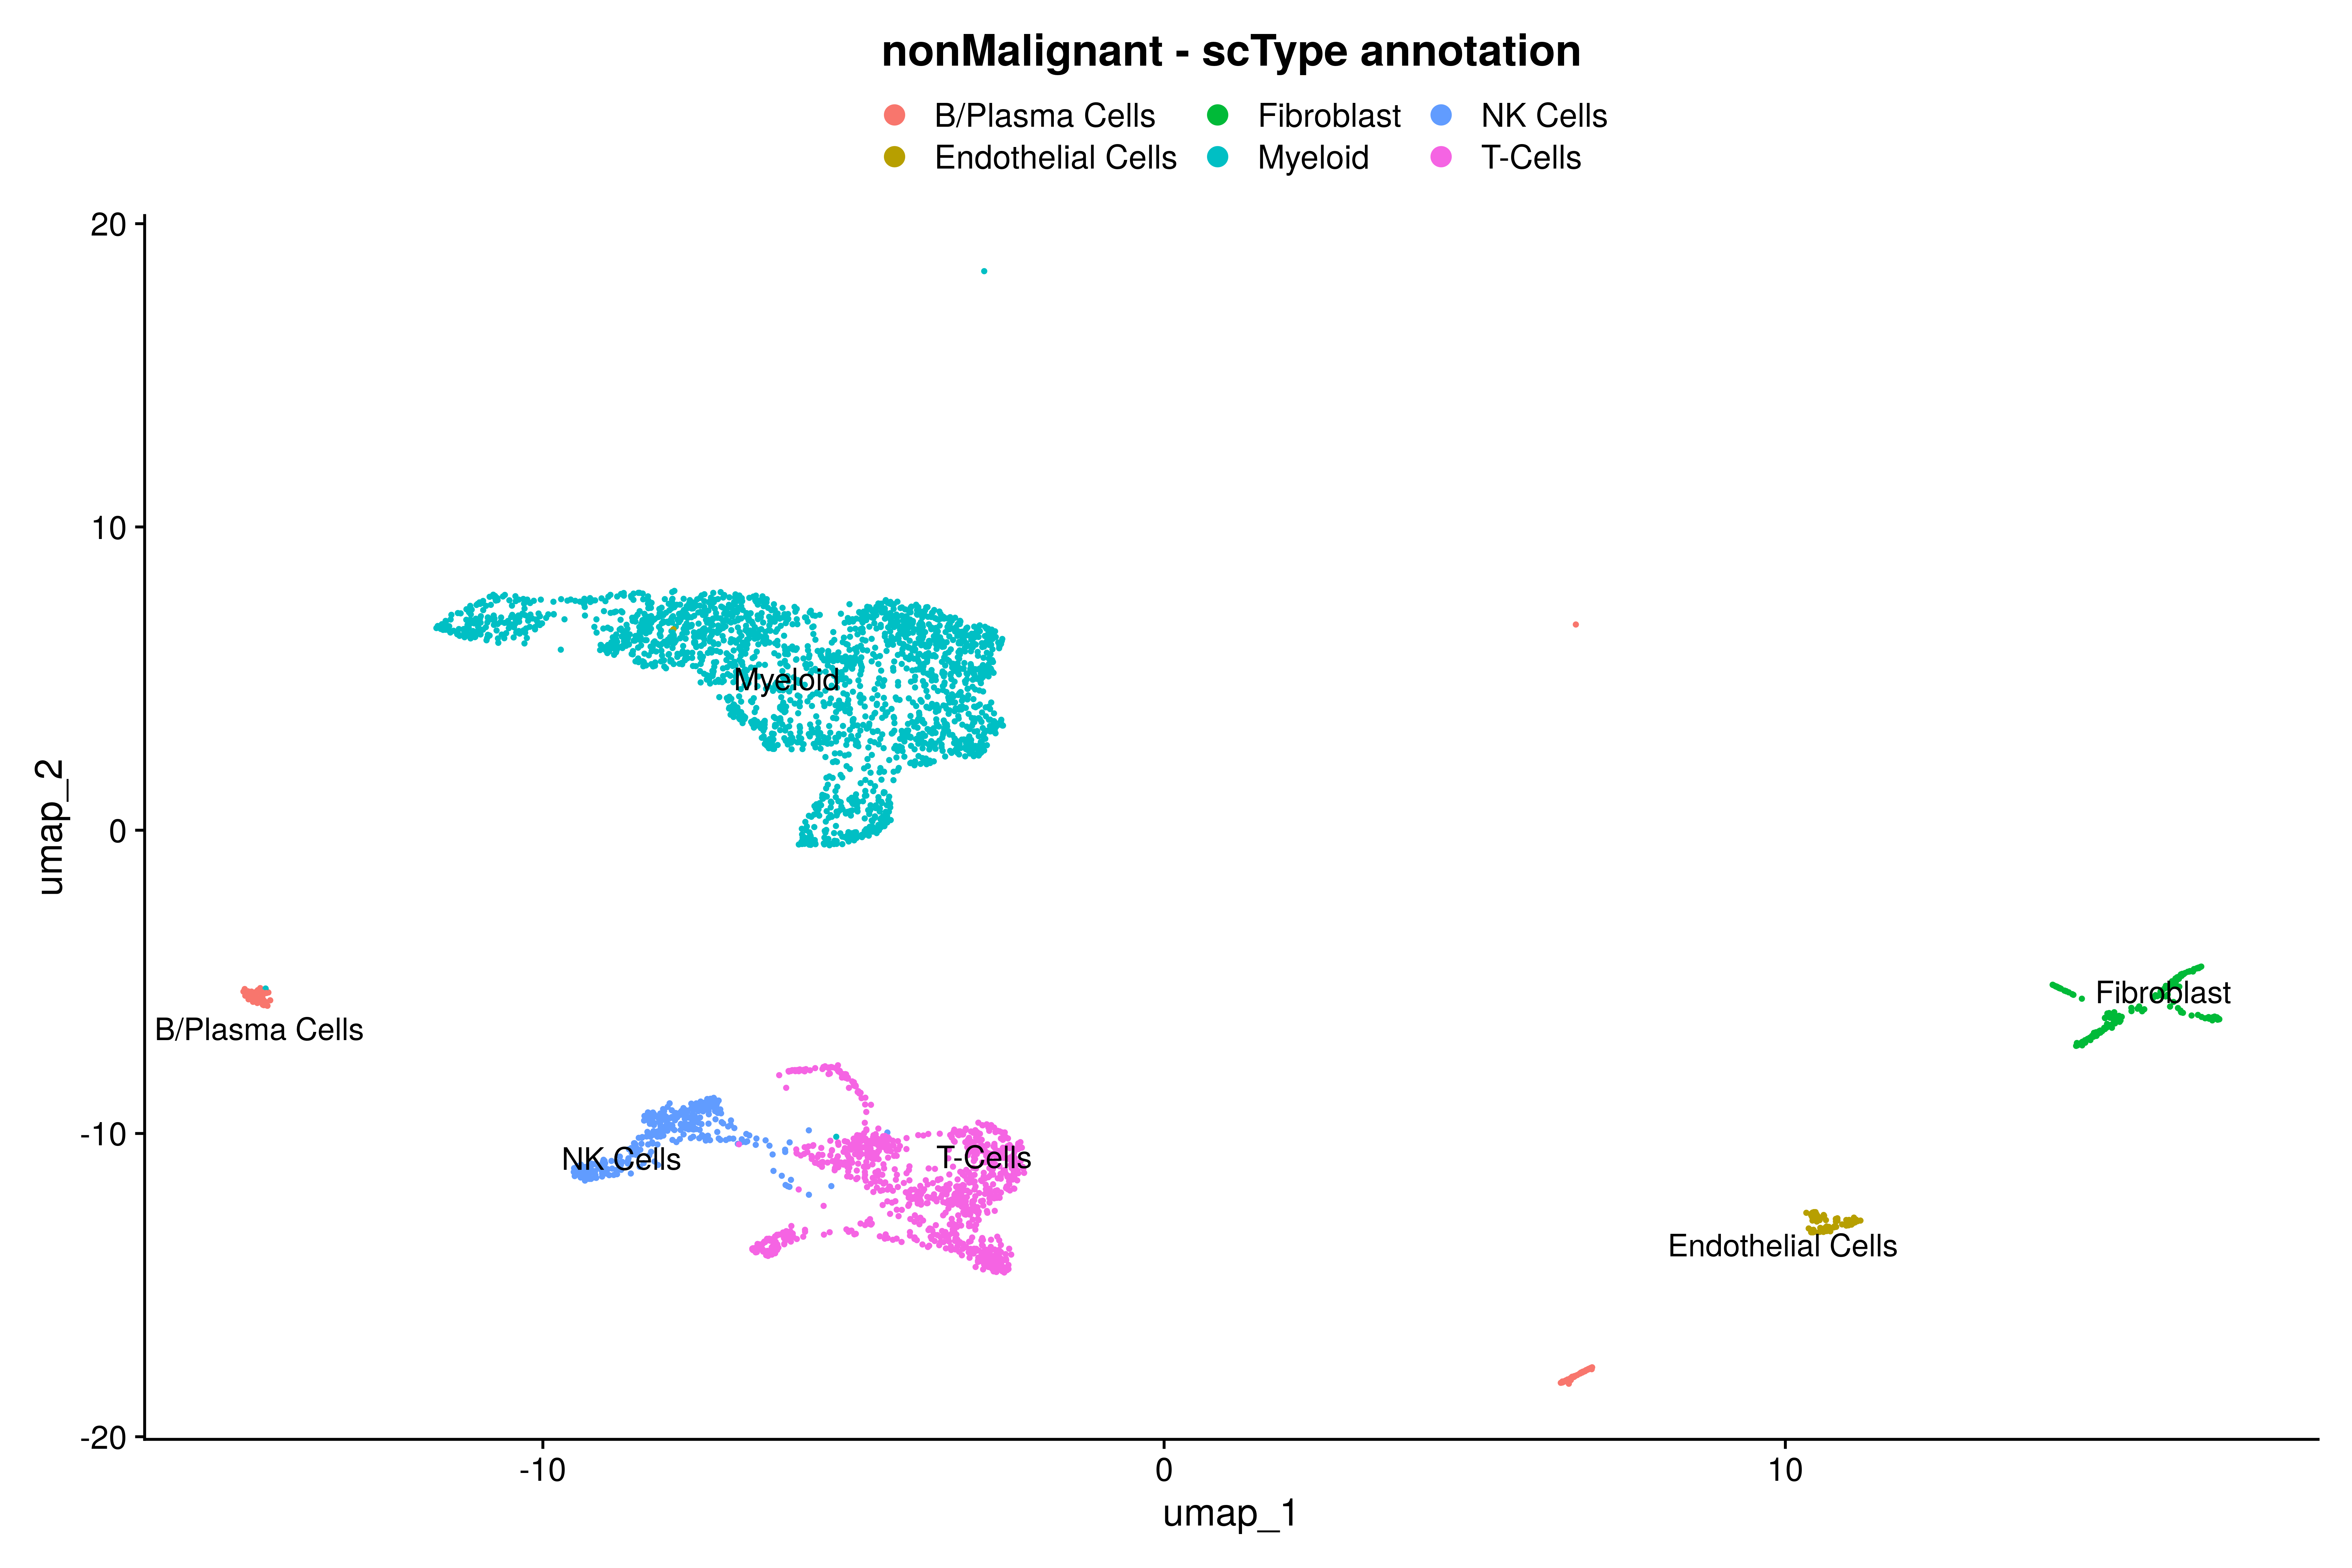 nonMalignant - scType annotation
B/Plasma Cells Fibroblast NK Cells
Endothelial Cells Myeloid T-Cells
20
10
Myeloid
umap_2
0
Fibroblast
B/Plasma Cells
-10
NK Cells T-Cells
Endothelial Cells
-20
-10 0 10
umap_1